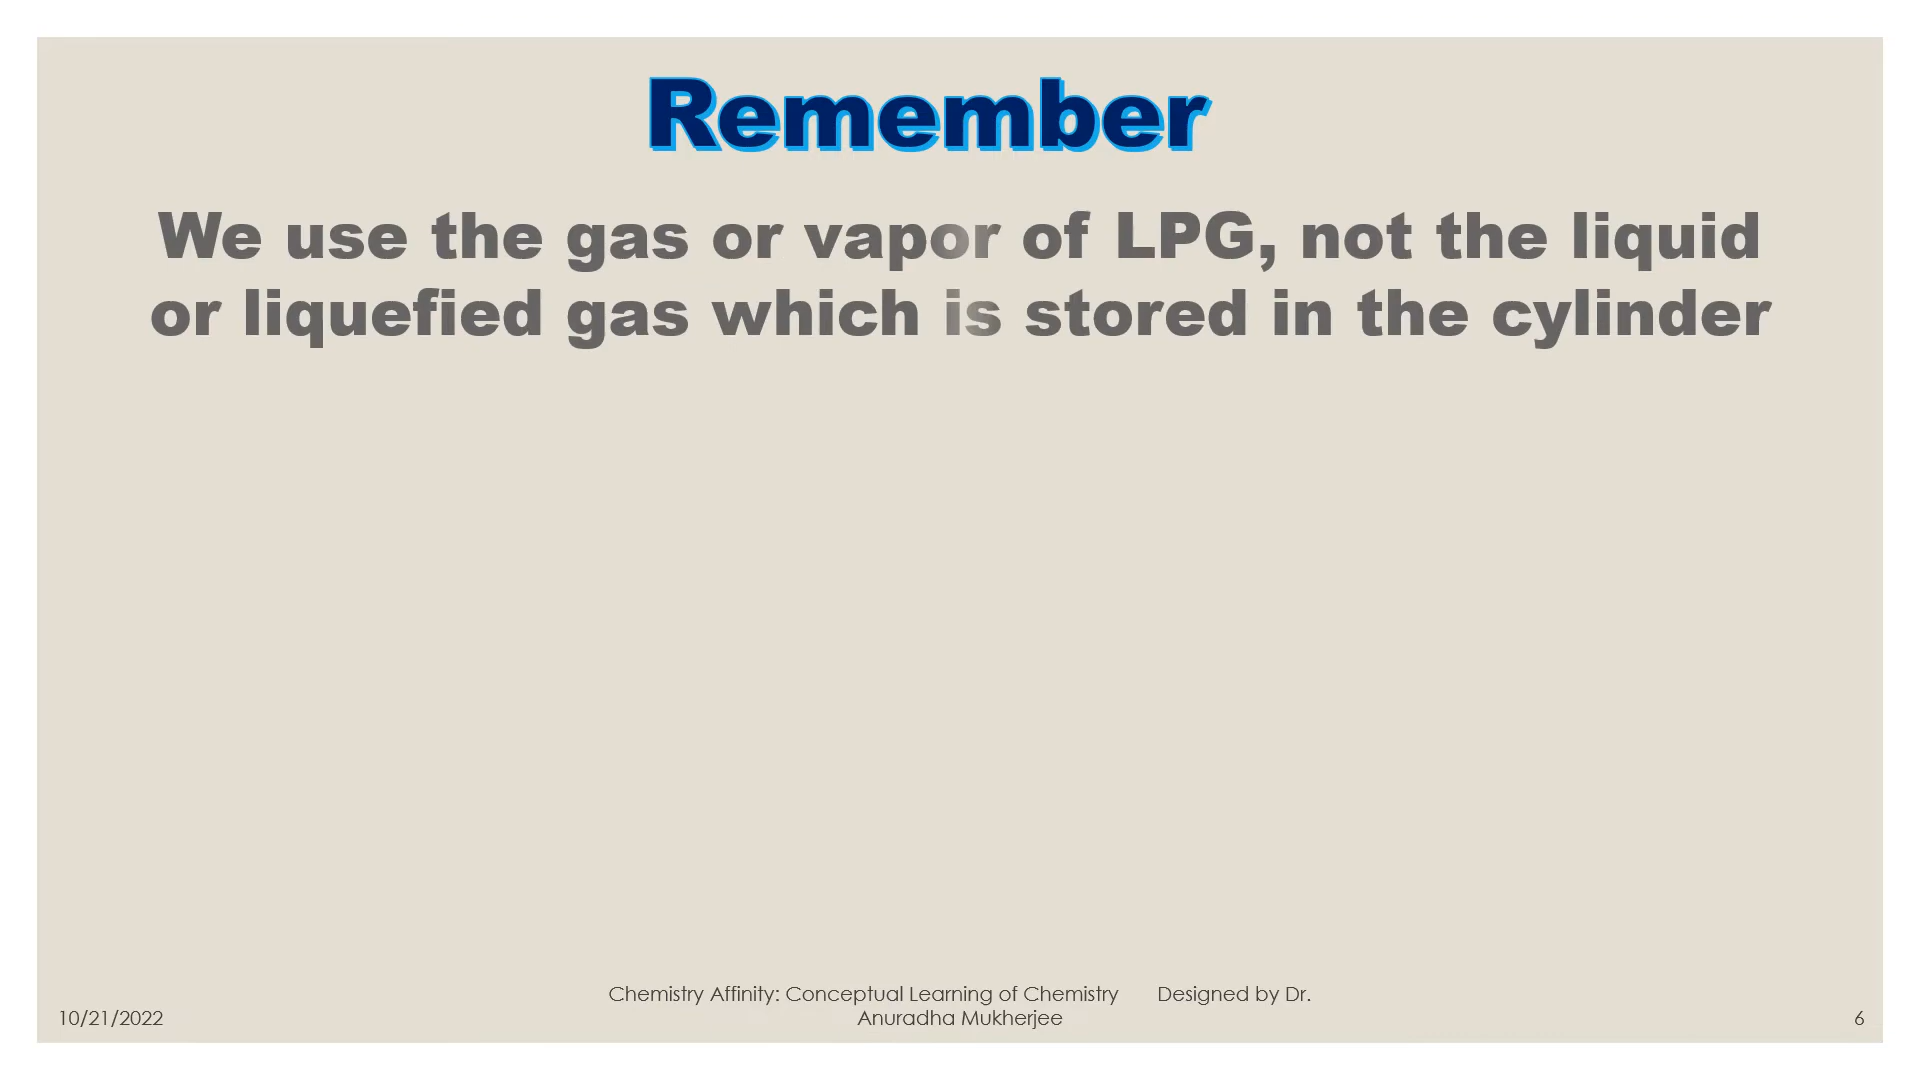 Remember
We use the gas or vapor of LPG, not the liquid
or liquefied gas which is stored in the cylinder
Chemistry Affinity: Conceptual Learning of Chemistry Designed by Dr.
Anuradha Mukherjee
10/21/2022
6